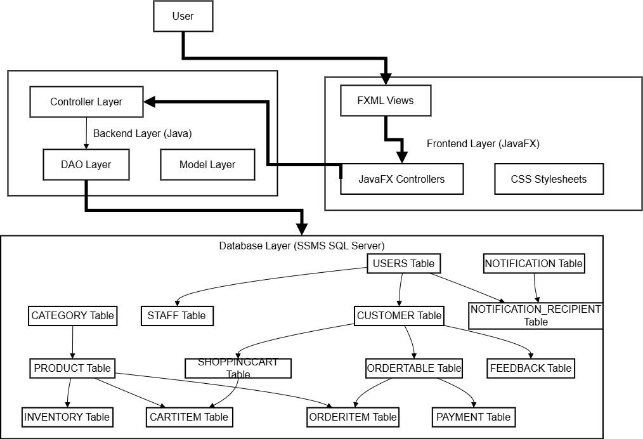 User
Controller Layer
FXML Views
Backend Layer (Java)
Frontend Layer (JavaFX)
DAO Layer
Model Layer
JavaFX Controllers
CSS Stylesheets
Database Layer (SSMS SQL Server)
USERS Table
NOTIFICATION Table
CATEGORY Table
STAFF Table
CUSTOMER Table
NOTIFICATION_RECIPIENT
Table
PRODUCT Table
SHOPPINGCART
Table
ORDERTABLE Table
FEEDBACK Table
INVENTORY Table
CARTITEM Table
ORDERITEM Table
PAYMENT Table